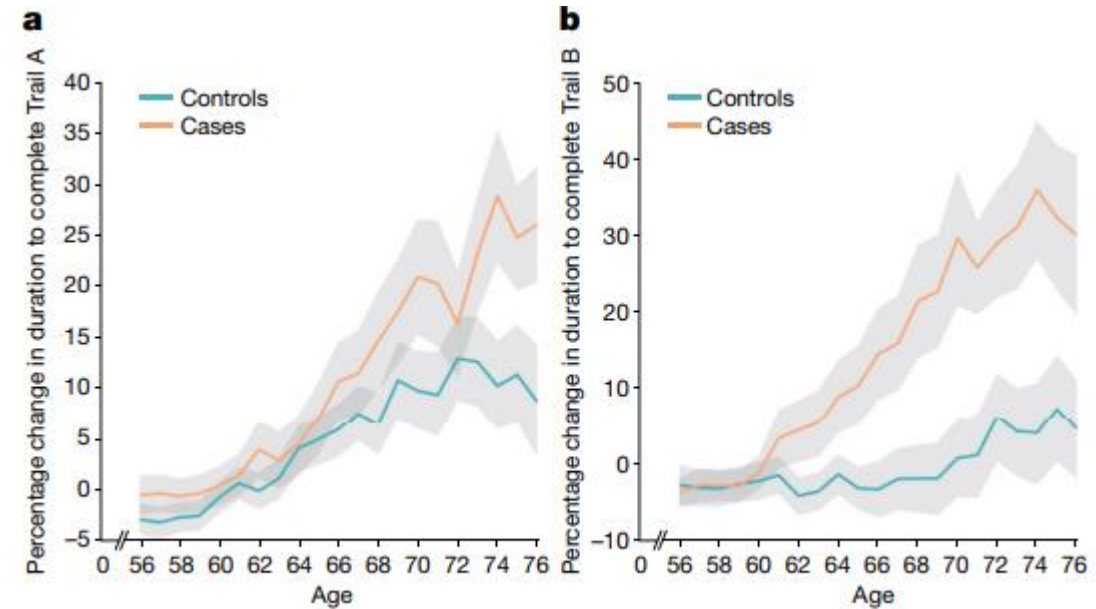 a
Percentage change in duration to complete Trail A
40
35
30
25
20
15
10
5
0
–5
Controls
Cases
0 56 58 60 62 64 66 68 70 72 74 76
Age
b
Percentage change in duration to complete Trail B
50
40
30
20
10
0
–10
Controls
Cases
0 56 58 60 62 64 66 68 70 72 74 76
Age